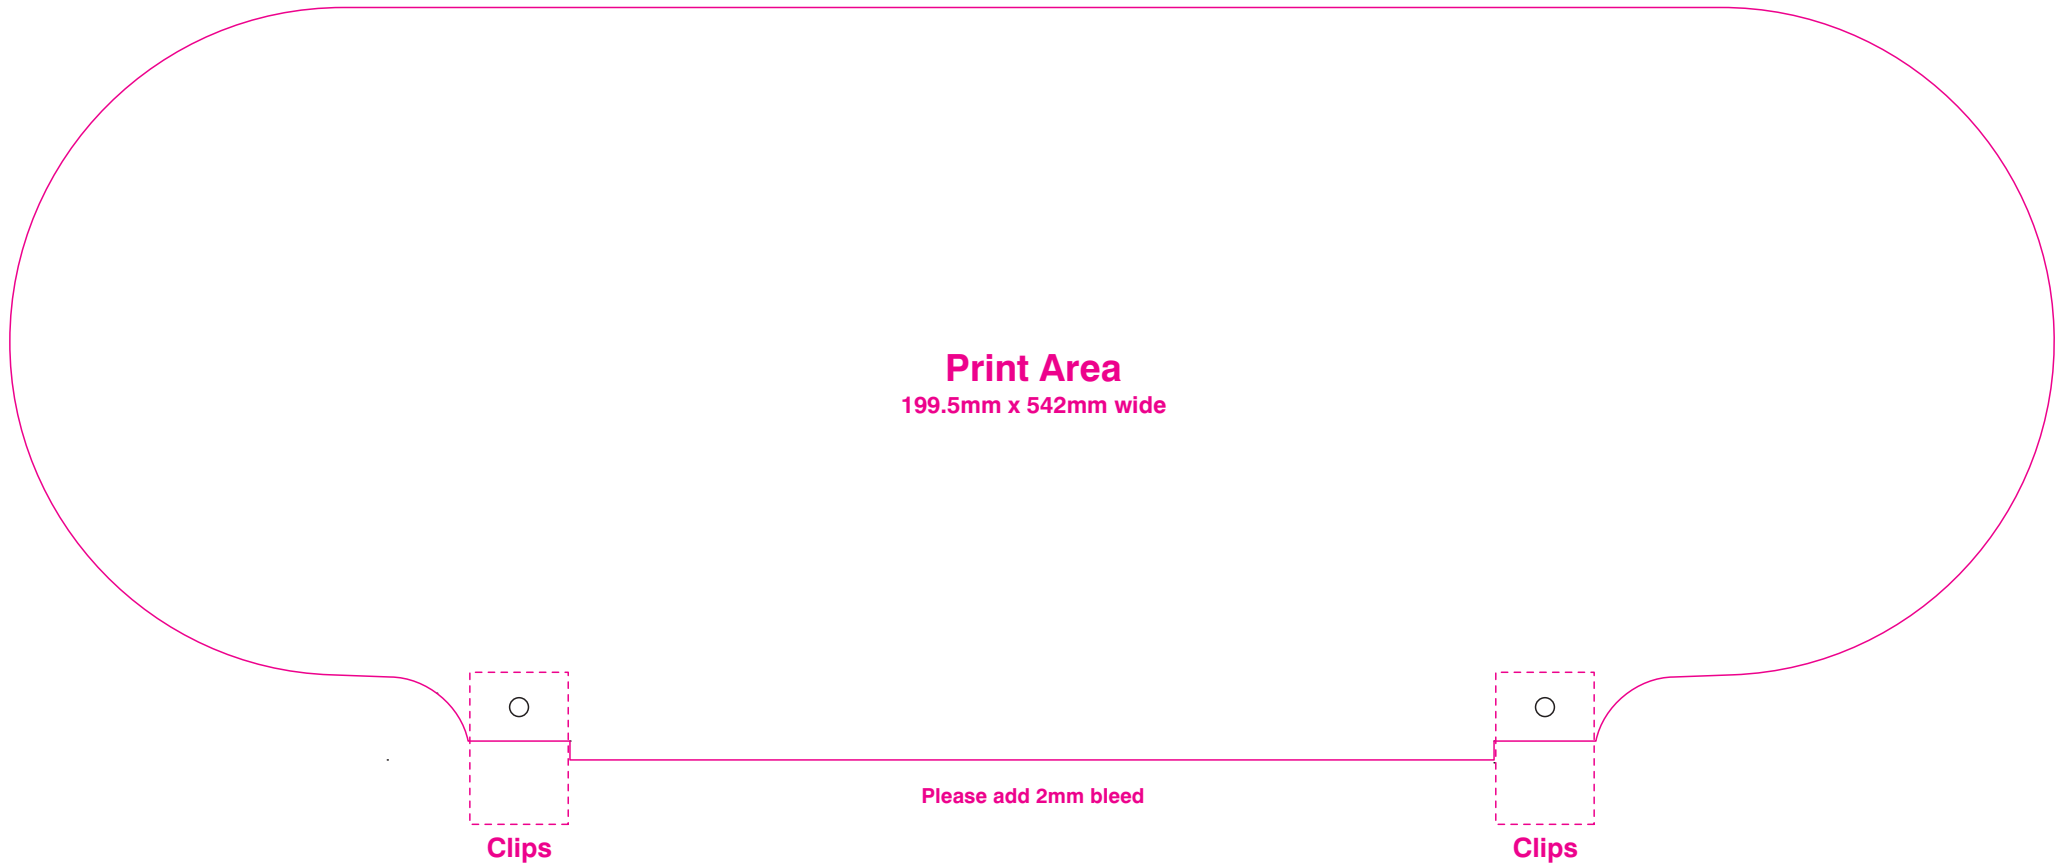 Print Area
199.5mm x 542mm wide
Please add 2mm bleed
Clips
Clips